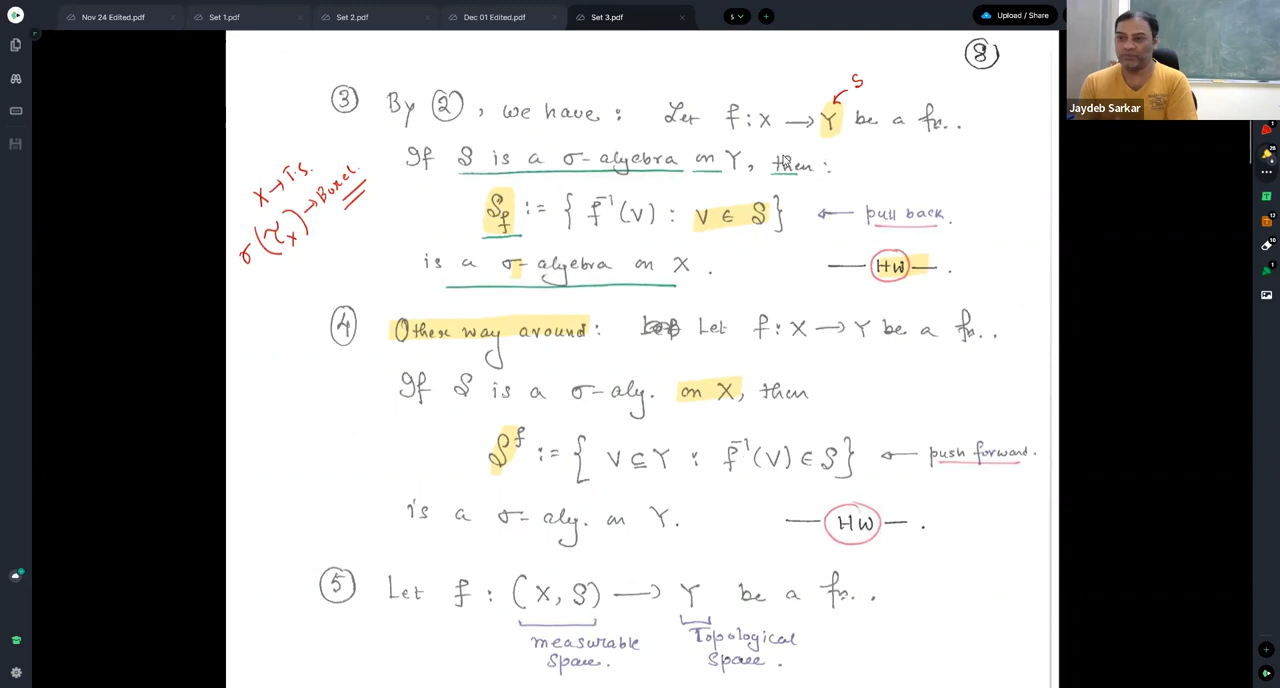 Nov 24 Edited.pdf
Set 1.pdf
Set 2.pdf
Dec 01 Edited.pdf
Set 3.pdf
s
Upload / Share
Jaydeb Sarkar
⑧
③ By ②, we have: Let f: X → Y be a fn..
S
If S is a σ-algebra on Y, then:
X → T.S.
σ(τ_X) → Borel.
S_f := { f⁻¹(V) : V ∈ S } ← pull back.
is a σ-algebra on X. — HW — .
④ Other way around: Let f: X → Y be a fn..
If S is a σ-alg. on X, then
S^f := { V ⊆ Y : f⁻¹(V) ∈ S } ← push forward.
is a σ-alg. on Y. — HW — .
⑤ Let f : (X, S) → Y be a fn..
measurable space.
Topological space.